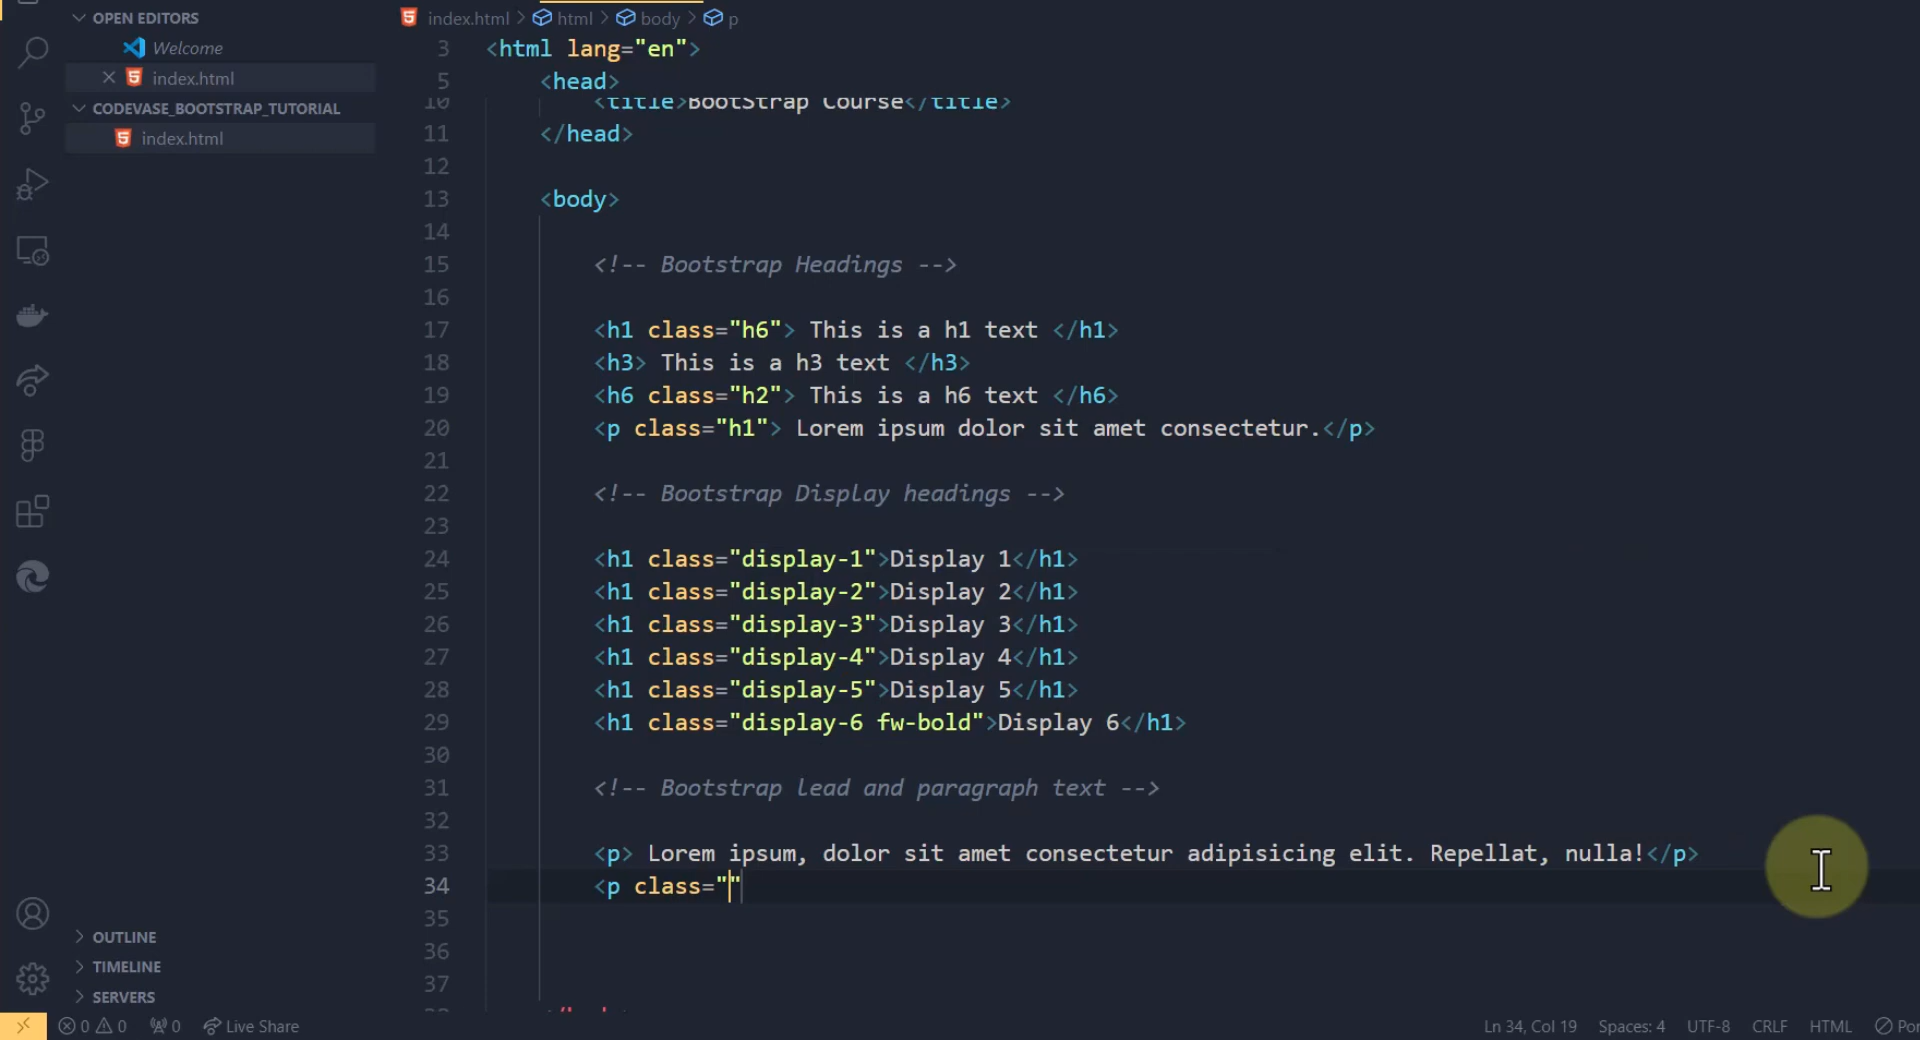 OPEN EDITORS
Welcome
index.html
CODEVASE_BOOTSTRAP_TUTORIAL
index.html
OUTLINE
TIMELINE
SERVERS
index.html > html > body > p
3 <html lang="en">
5 <head>
10 <title>BootStrap Course</title>
11 </head>
12
13 <body>
14
15 <!-- Bootstrap Headings -->
16
17 <h1 class="h6"> This is a h1 text </h1>
18 <h3> This is a h3 text </h3>
19 <h6 class="h2"> This is a h6 text </h6>
20 <p class="h1"> Lorem ipsum dolor sit amet consectetur.</p>
21
22 <!-- Bootstrap Display headings -->
23
24 <h1 class="display-1">Display 1</h1>
25 <h1 class="display-2">Display 2</h1>
26 <h1 class="display-3">Display 3</h1>
27 <h1 class="display-4">Display 4</h1>
28 <h1 class="display-5">Display 5</h1>
29 <h1 class="display-6 fw-bold">Display 6</h1>
30
31 <!-- Bootstrap lead and paragraph text -->
32
33 <p> Lorem ipsum, dolor sit amet consectetur adipisicing elit. Repellat, nulla!</p>
34 <p class=""
35
36
37
0 0 0 Live Share Ln 34, Col 19 Spaces: 4 UTF-8 CRLF HTML